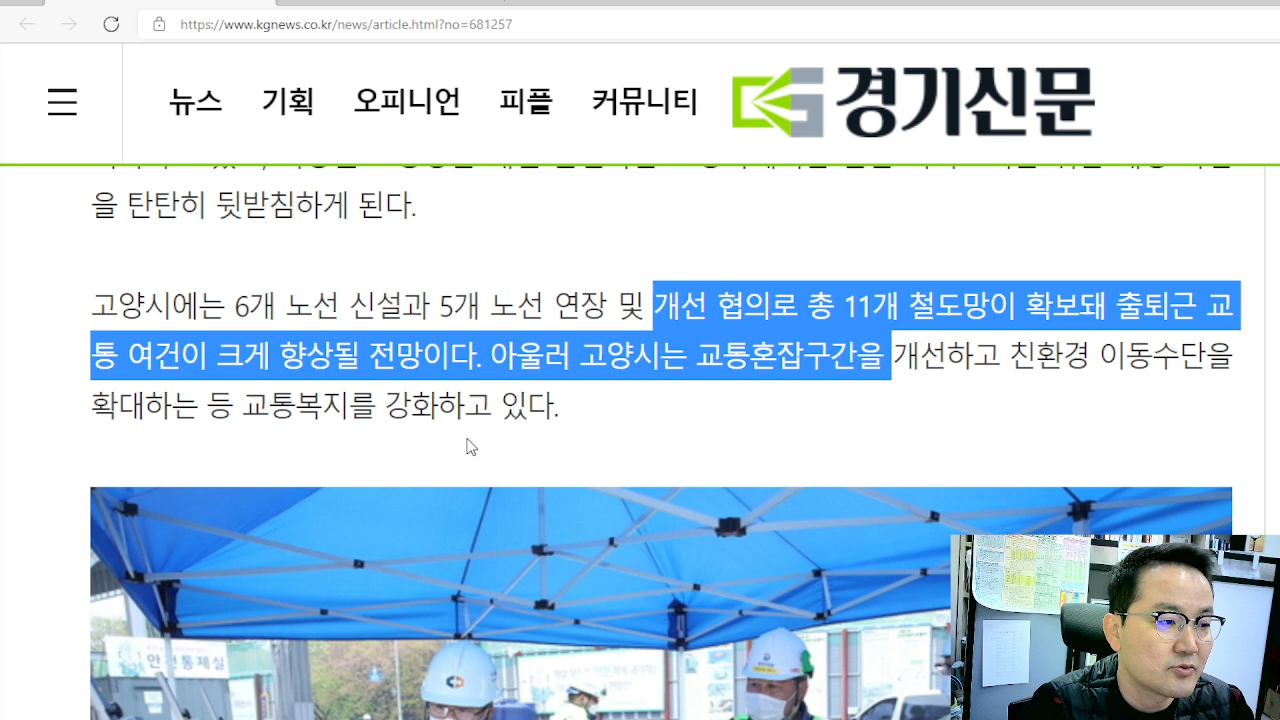 https://www.kgnews.co.kr/news/article.html?no=681257
뉴스 기획 오피니언 피플 커뮤니티 경기신문
을 탄탄히 뒷받침하게 된다.
고양시에는 6개 노선 신설과 5개 노선 연장 및 개선 협의로 총 11개 철도망이 확보돼 출퇴근 교
통 여건이 크게 향상될 전망이다. 아울러 고양시는 교통혼잡구간을 개선하고 친환경 이동수단을
확대하는 등 교통복지를 강화하고 있다.
안전통제실